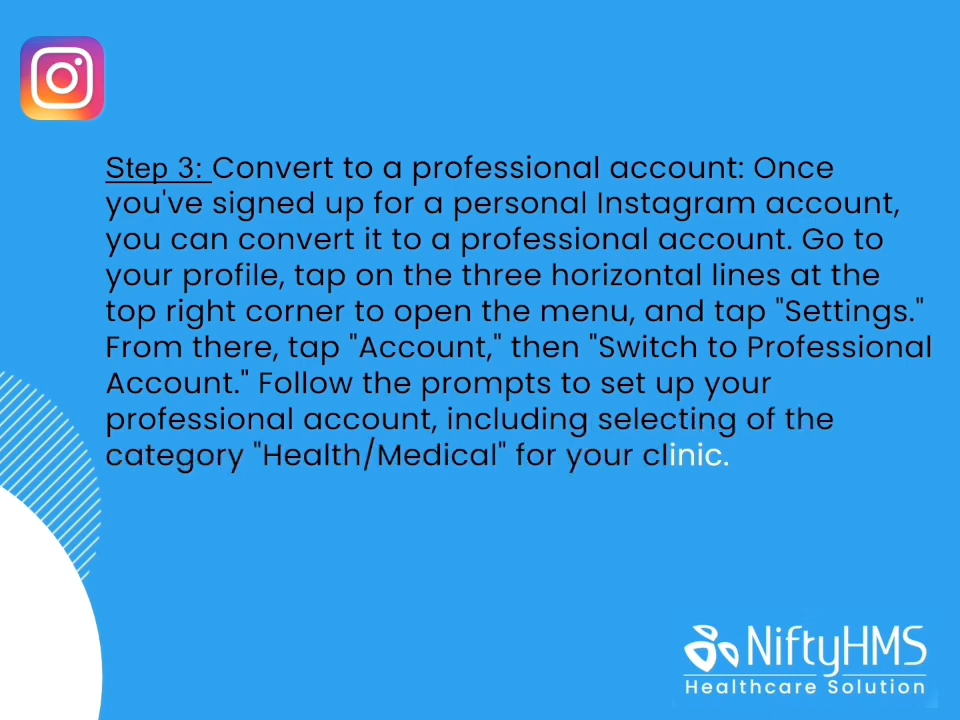 Step 3: Convert to a professional account: Once
you've signed up for a personal Instagram account,
you can convert it to a professional account. Go to
your profile, tap on the three horizontal lines at the
top right corner to open the menu, and tap "Settings."
From there, tap "Account," then "Switch to Professional
Account." Follow the prompts to set up your
professional account, including selecting of the
category "Health/Medical" for your clinic.
NiftyHMS
Healthcare Solution